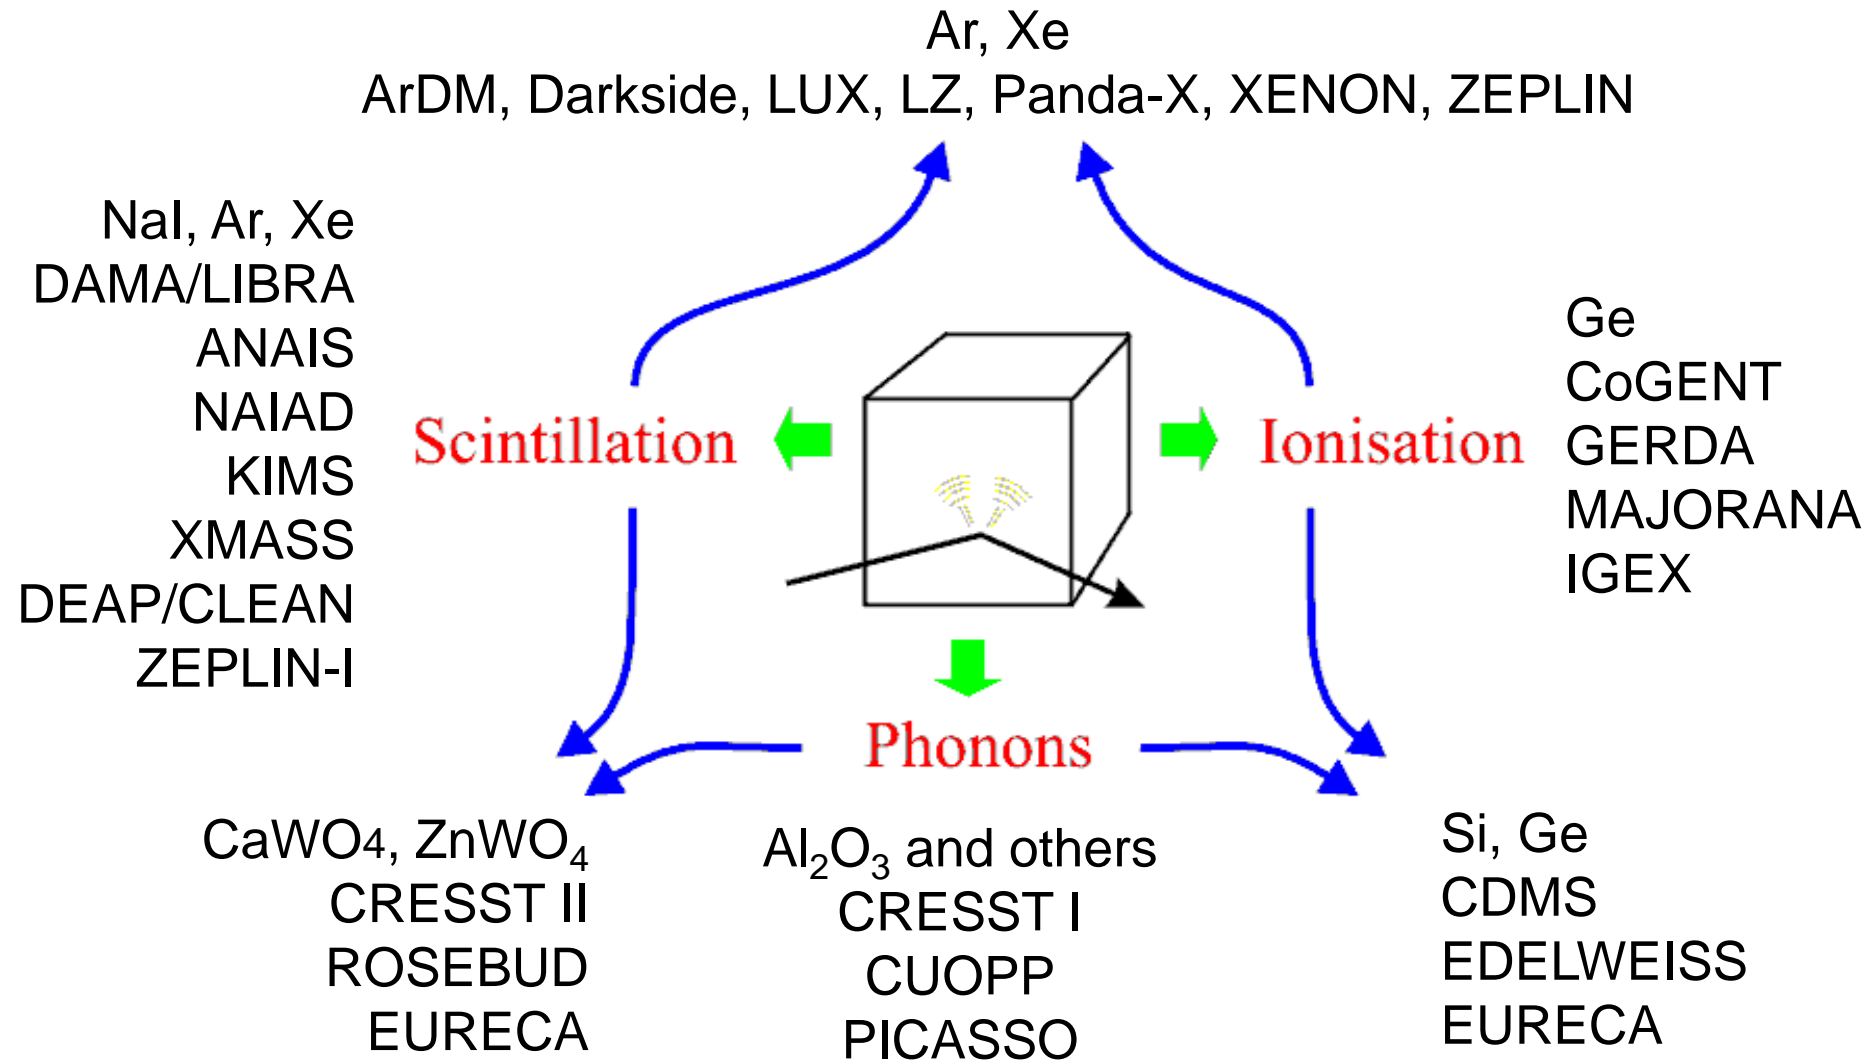 Ar, Xe
ArDM, Darkside, LUX, LZ, Panda-X, XENON, ZEPLIN
NaI, Ar, Xe
DAMA/LIBRA
ANAIS
NAIAD
KIMS
XMASS
DEAP/CLEAN
ZEPLIN-I
Scintillation
Ionisation
Ge
CoGENT
GERDA
MAJORANA
IGEX
Phonons
CaWO4, ZnWO₄
CRESST II
ROSEBUD
EURECA
Al₂O₃ and others
CRESST I
CUOPP
PICASSO
Si, Ge
CDMS
EDELWEISS
EURECA